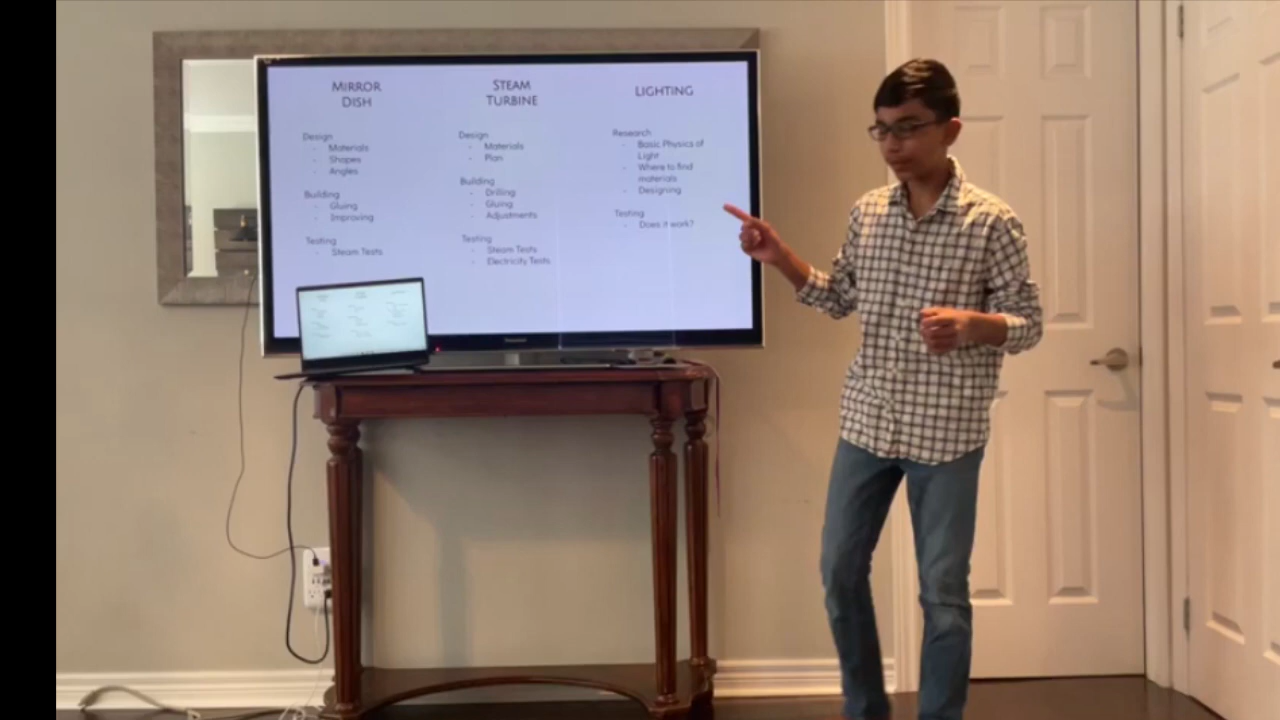 MIRROR
DISH
Design
- Materials
- Shapes
- Angles
Building
- Gluing
- Improving
Testing
- Steam Tests
STEAM
TURBINE
Design
- Materials
- Plan
Building
- Drilling
- Gluing
- Adjustments
Testing
- Steam Tests
- Electricity Tests
LIGHTING
Research
- Basic Physics of
Light
- Where to find
materials
- Designing
Testing
- Does it work?
Panasonic